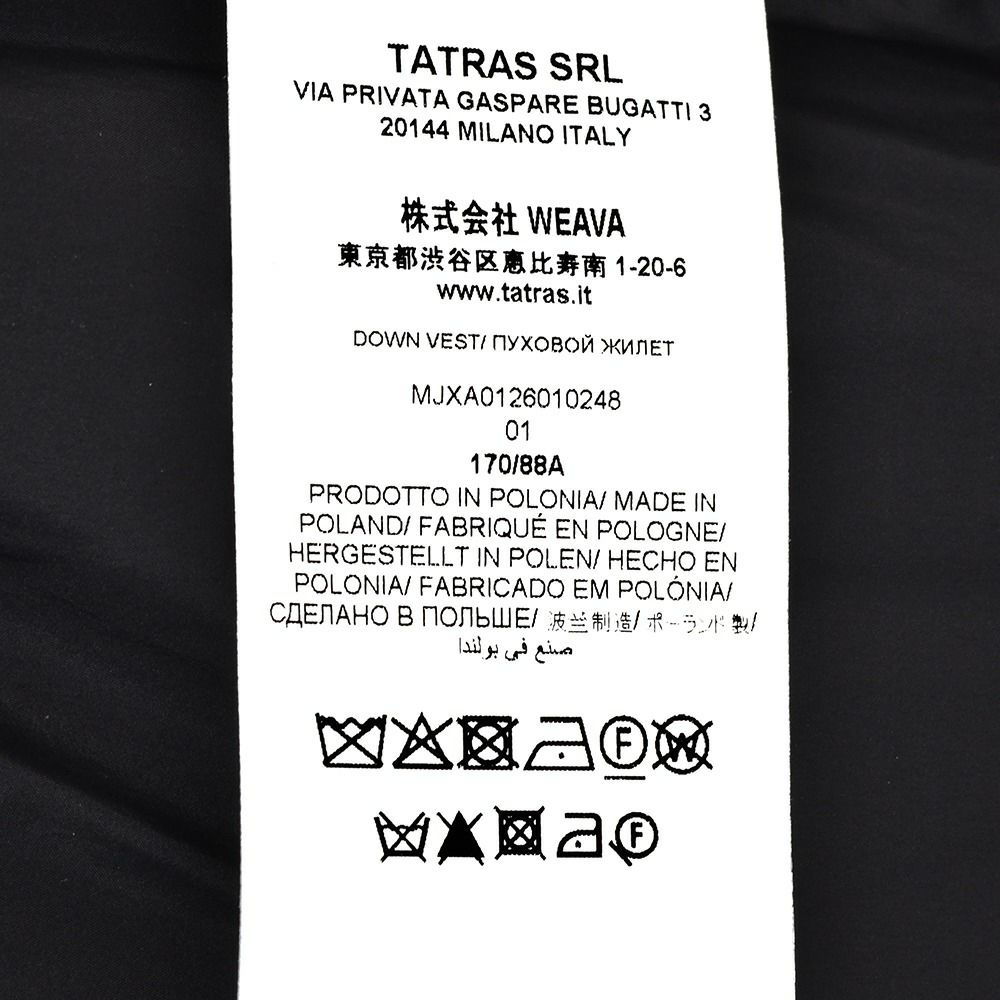 TATRAS SRL
VIA PRIVATA GASPARE BUGATTI 3
20144 MILANO ITALY
株式会社 WEAVA
東京都渋谷区恵比寿南 1-20-6
www.tatras.it
DOWN VEST/ ПУХОВОЙ ЖИЛЕТ
MJXA0126010248
01
170/88A
PRODOTTO IN POLONIA/ MADE IN
POLAND/ FABRIQUÉ EN POLOGNE/
HERGESTELLT IN POLEN/ HECHO EN
POLONIA/ FABRICADO EM POLÓNIA/
СДЕЛАНО В ПОЛЬШЕ/ 波兰制造/ ポーランド製/
صنع في بولندا
F W
F